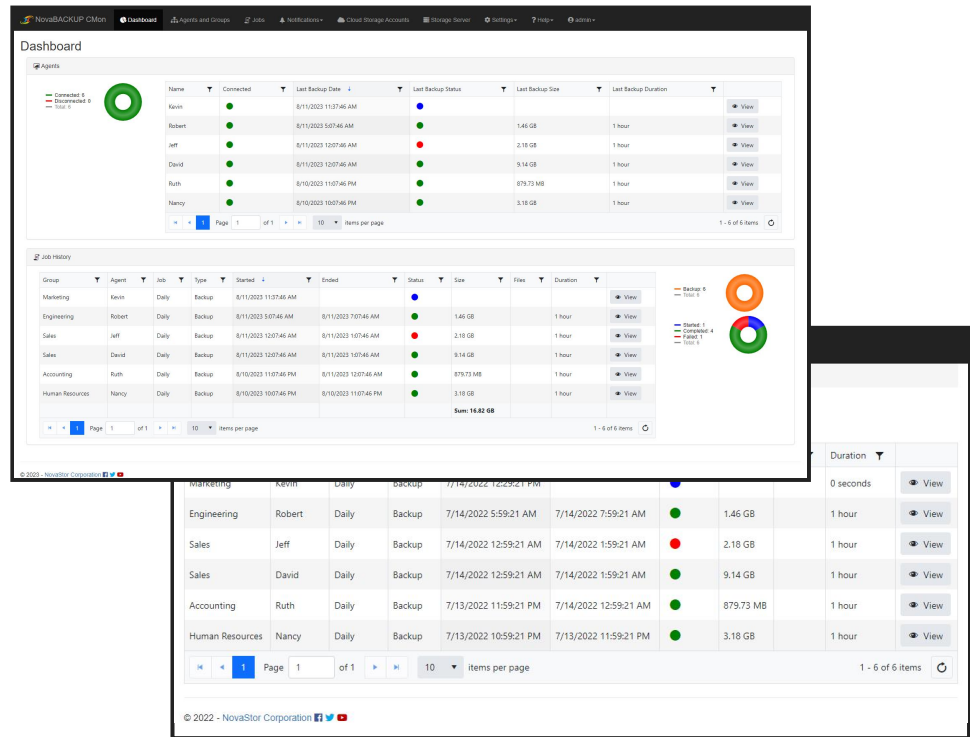 NovaBACKUP CMon Dashboard Agents and Groups Jobs Notifications Cloud Storage Accounts Storage Server Settings ? Help admin
Dashboard
Agents
Connected: 6
Disconnected: 0
Total: 6
Name Connected Last Backup Date ↓ Last Backup Status Last Backup Size Last Backup Duration
Kevin 8/11/2023 11:37:46 AM View
Robert 8/11/2023 5:07:46 AM 1.46 GB 1 hour View
Jeff 8/11/2023 12:07:46 AM 2.18 GB 1 hour View
David 8/11/2023 12:07:46 AM 9.14 GB 1 hour View
Ruth 8/10/2023 11:07:46 PM 879.73 MB 1 hour View
Nancy 8/10/2023 10:07:46 PM 3.18 GB 1 hour View
1 Page 1 of 1 10 items per page 1 - 6 of 6 items
Job History
Group Agent Job Type Started ↓ Ended Status Size Files Duration
Marketing Kevin Daily Backup 8/11/2023 11:37:46 AM View
Engineering Robert Daily Backup 8/11/2023 5:07:46 AM 8/11/2023 7:07:46 AM 1.46 GB 1 hour View
Sales Jeff Daily Backup 8/11/2023 12:07:46 AM 8/11/2023 1:07:46 AM 2.18 GB 1 hour View
Sales David Daily Backup 8/11/2023 12:07:46 AM 8/11/2023 1:07:46 AM 9.14 GB 1 hour View
Accounting Ruth Daily Backup 8/10/2023 11:07:46 PM 8/11/2023 12:07:46 AM 879.73 MB 1 hour View
Human Resources Nancy Daily Backup 8/10/2023 10:07:46 PM 8/10/2023 11:07:46 PM 3.18 GB 1 hour View
Sum: 16.82 GB
1 Page 1 of 1 10 items per page 1 - 6 of 6 items
Backup: 6
Total: 6
Started: 1
Completed: 4
Failed: 1
Total: 6
© 2023 - NovaStor Corporation
Duration
Marketing Kevin Daily Backup 7/14/2022 12:29:21 PM 0 seconds View
Engineering Robert Daily Backup 7/14/2022 5:59:21 AM 7/14/2022 7:59:21 AM 1.46 GB 1 hour View
Sales Jeff Daily Backup 7/14/2022 12:59:21 AM 7/14/2022 1:59:21 AM 2.18 GB 1 hour View
Sales David Daily Backup 7/14/2022 12:59:21 AM 7/14/2022 1:59:21 AM 9.14 GB 1 hour View
Accounting Ruth Daily Backup 7/13/2022 11:59:21 PM 7/14/2022 12:59:21 AM 879.73 MB 1 hour View
Human Resources Nancy Daily Backup 7/13/2022 10:59:21 PM 7/13/2022 11:59:21 PM 3.18 GB 1 hour View
1 Page 1 of 1 10 items per page 1 - 6 of 6 items
© 2022 - NovaStor Corporation